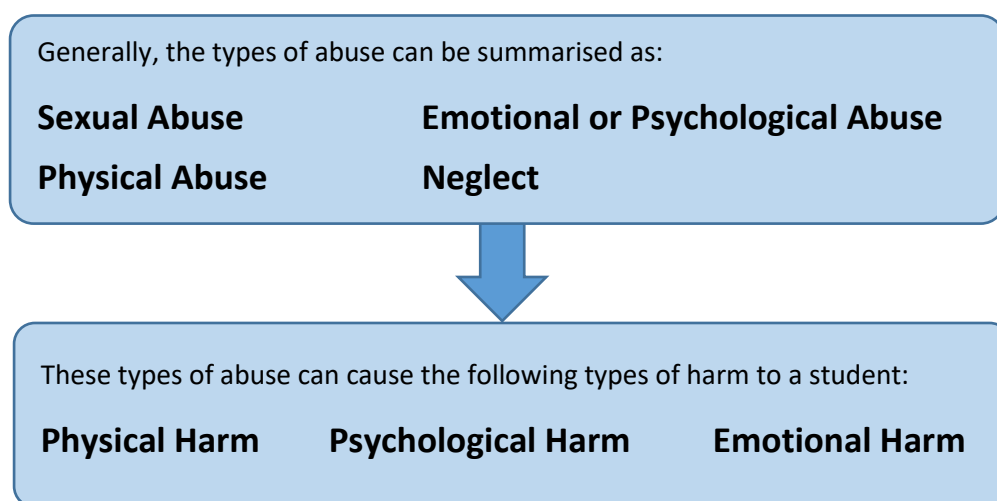 Generally, the types of abuse can be summarised as:
Sexual Abuse Emotional or Psychological Abuse
Physical Abuse Neglect
These types of abuse can cause the following types of harm to a student:
Physical Harm Psychological Harm Emotional Harm